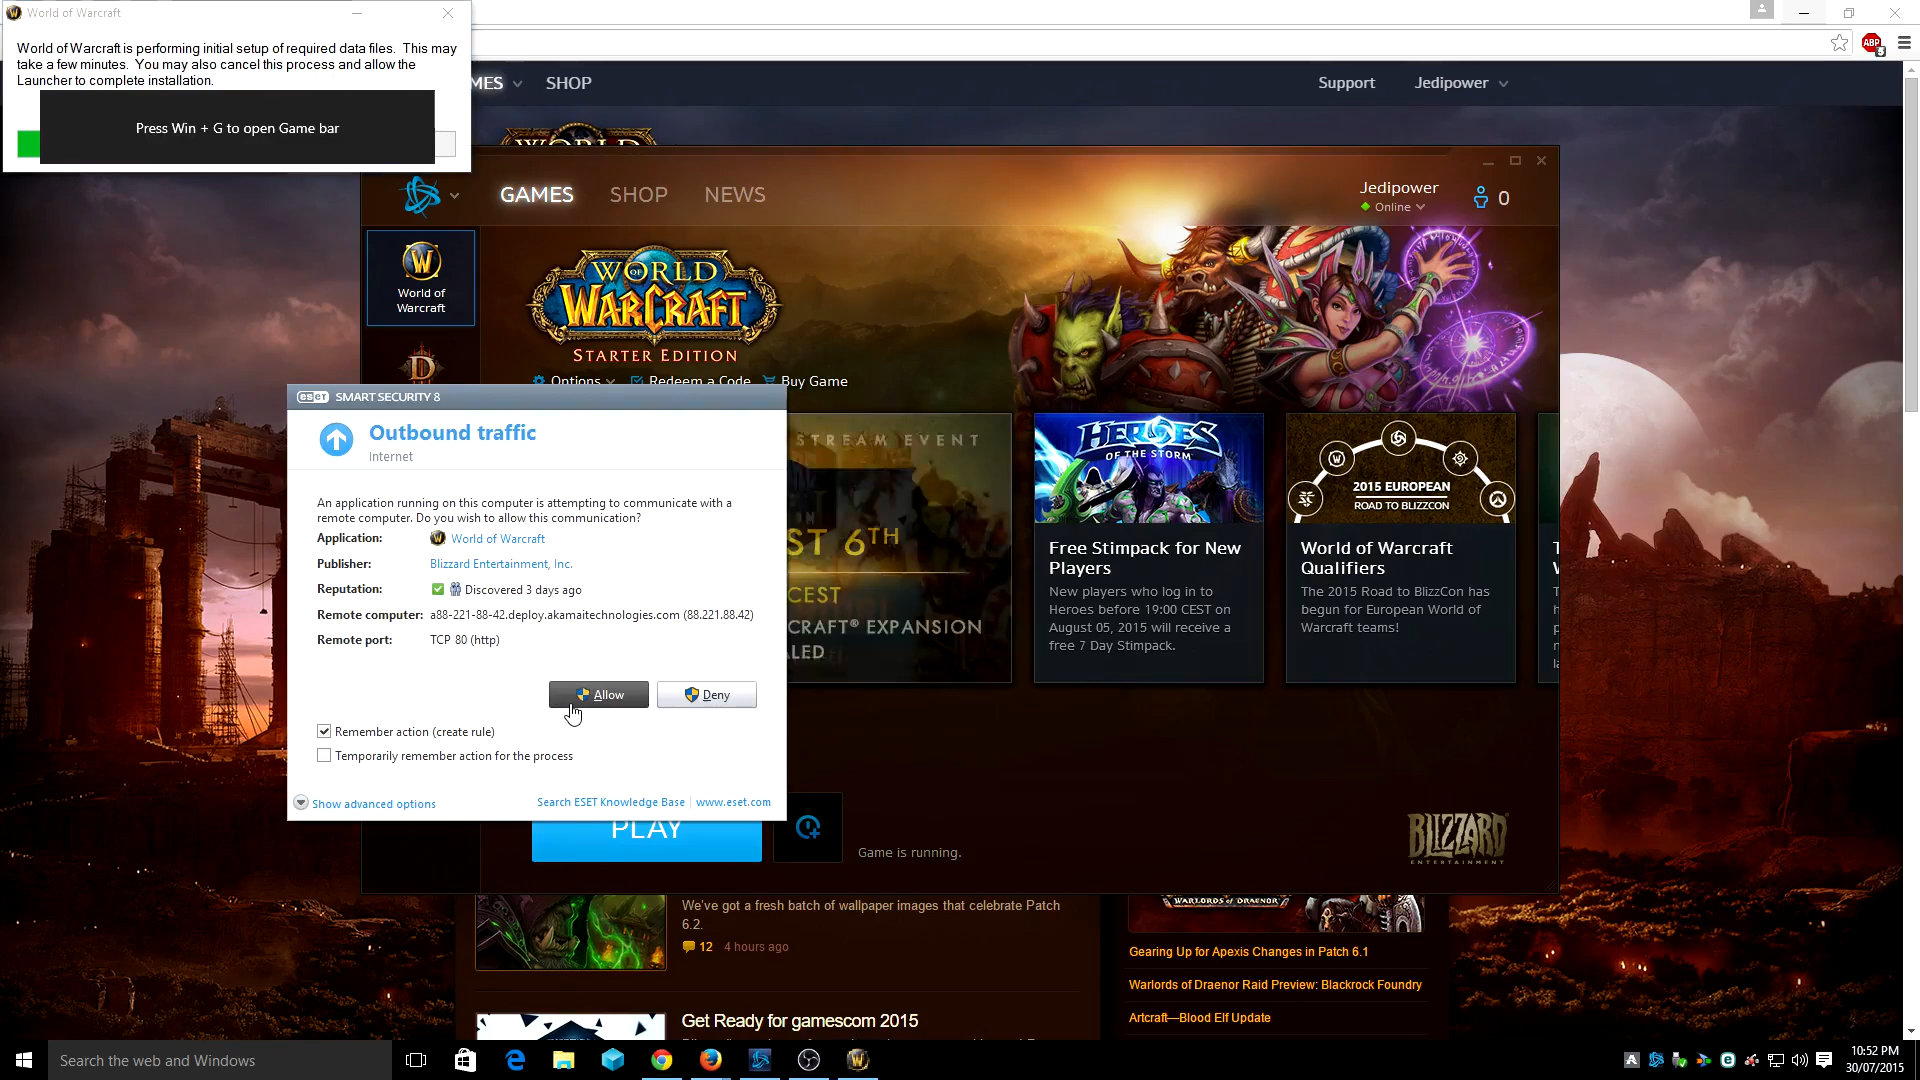 World of Warcraft
World of Warcraft is performing initial setup of required data files. This may
take a few minutes. You may also cancel this process and allow the
Launcher to complete installation.
Press Win + G to open Game bar
ABP
MES
SHOP
Support
Jedipower
WORLD
GAMES
SHOP
NEWS
Jedipower
Online
0
W
World of
Warcraft
D
WORLD
OF
WARCRAFT
STARTER EDITION
Options
Redeem a Code
Buy Game
eset SMART SECURITY 8
Outbound traffic
Internet
An application running on this computer is attempting to communicate with a
remote computer. Do you wish to allow this communication?
Application: World of Warcraft
Publisher: Blizzard Entertainment, Inc.
Reputation: Discovered 3 days ago
Remote computer: a88-221-88-42.deploy.akamaitechnologies.com (88.221.88.42)
Remote port: TCP 80 (http)
Allow
Deny
Remember action (create rule)
Temporarily remember action for the process
Show advanced options
Search ESET Knowledge Base
www.eset.com
STREAM EVENT
ST 6TH
CEST
CRAFT® EXPANSION
LED
HEROES
OF THE STORM
Free Stimpack for New
Players
New players who log in to
Heroes before 19:00 CEST on
August 05, 2015 will receive a
free 7 Day Stimpack.
2015 EUROPEAN
ROAD TO BLIZZCON
World of Warcraft
Qualifiers
The 2015 Road to BlizzCon has
begun for European World of
Warcraft teams!
PLAY
Game is running.
BLIZZARD
ENTERTAINMENT
We've got a fresh batch of wallpaper images that celebrate Patch
6.2.
12 4 hours ago
Get Ready for gamescom 2015
WARLORDS OF DRAENOR
Gearing Up for Apexis Changes in Patch 6.1
Warlords of Draenor Raid Preview: Blackrock Foundry
Artcraft—Blood Elf Update
Search the web and Windows
A
10:52 PM
30/07/2015